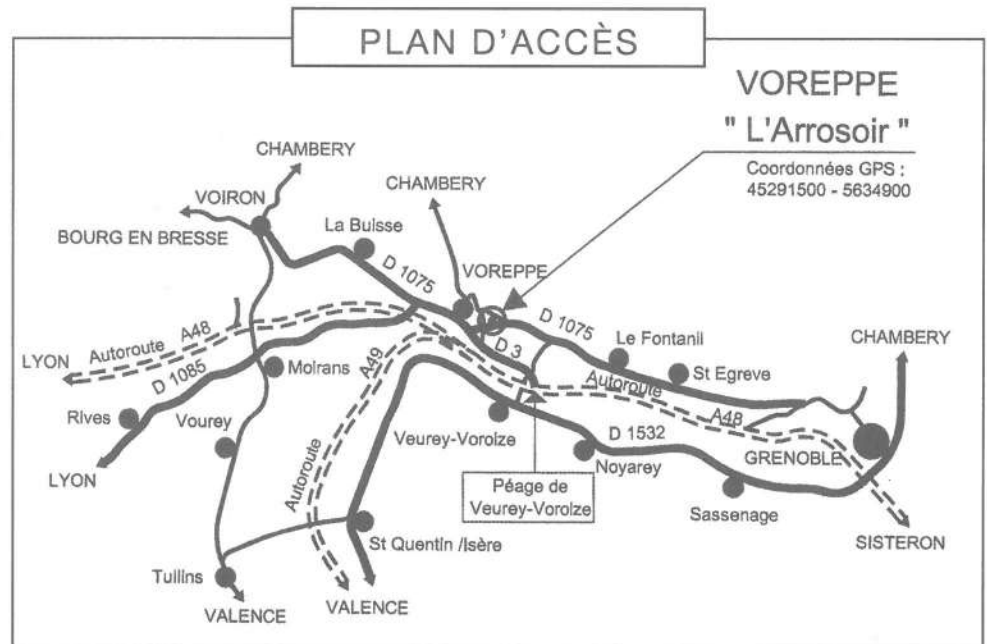 PLAN D'ACCÈS
VOREPPE
" L'Arrosoir "
Coordonnées GPS :
45291500 - 5634900
CHAMBERY
VOIRON
BOURG EN BRESSE
La Buisse
CHAMBERY
D 1075
VOREPPE
D 1075
Le Fontanil
CHAMBERY
St Egreve
D 3
Autoroute A48
LYON
D 1085
Moirans
A49
Autoroute
Autoroute
A48
Rives
Vourey
LYON
Veurey-Voroize
D 1532
Noyarey
GRENOBLE
Péage de
Veurey-Voroize
Sassenage
SISTERON
St Quentin /Isère
Tullins
VALENCE
VALENCE